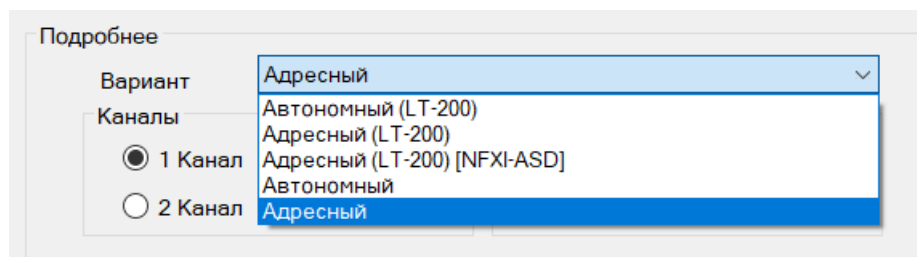 Подробнее
Вариант Адресный
Автономный (LT-200)
Каналы
Адресный (LT-200)
1 Канал Адресный (LT-200) [NFXI-ASD]
Автономный
2 Канал Адресный